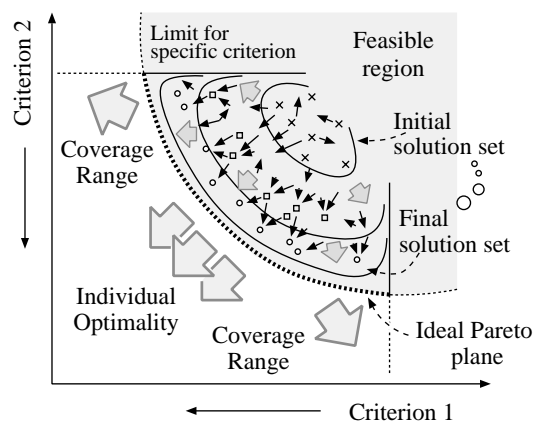 Criterion 2
Limit for
specific criterion
Feasible
region
Coverage
Range
Initial
solution set
Final
solution set
Individual
Optimality
Coverage
Range
Ideal Pareto
plane
Criterion 1